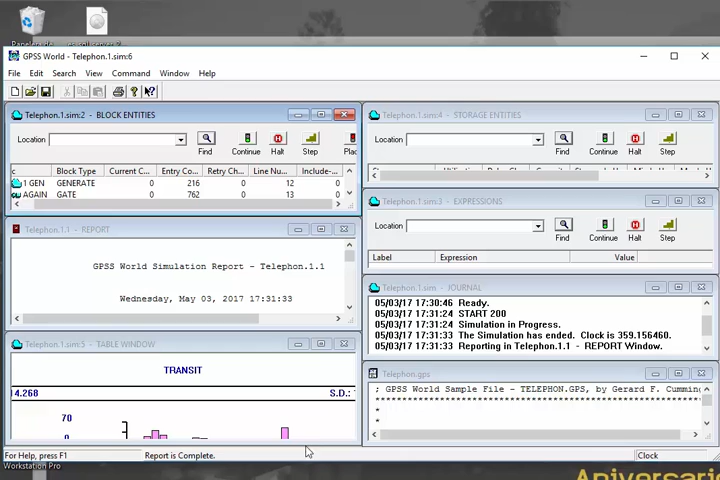 GPSS World - Telephon.1.sim:6
File Edit Search View Command Window Help
Telephon.1.sim:2 - BLOCK ENTITIES
Location
Find
Continue
Halt
Step
Plac
c Block Type Current C... Entry Co... Retry Ch... Line Nu... Include-...
1 GEN GENERATE 0 216 0 12 0
AGAIN GATE 0 762 0 13 0
Telephon.1.sim:4 - STORAGE ENTITIES
Location
Find
Continue
Halt
Step
Telephon.1.sim:3 - EXPRESSIONS
Location
Find
Continue
Halt
Step
Label Expression Value
Telephon.1.1 - REPORT
GPSS World Simulation Report - Telephon.1.1
Wednesday, May 03, 2017 17:31:33
Telephon.1.sim - JOURNAL
05/03/17 17:30:46 Ready.
05/03/17 17:31:24 START 200
05/03/17 17:31:24 Simulation in Progress.
05/03/17 17:31:33 The Simulation has ended. Clock is 359.156460.
05/03/17 17:31:33 Reporting in Telephon.1.1 - REPORT Window.
Telephon.1.sim:5 - TABLE WINDOW
TRANSIT
14.268 S.D.:
70
Telephon.gps
; GPSS World Sample File - TELEPHON.GPS, by Gerard F. Cumming
For Help, press F1
Report is Complete.
Clock
Workstation Pro